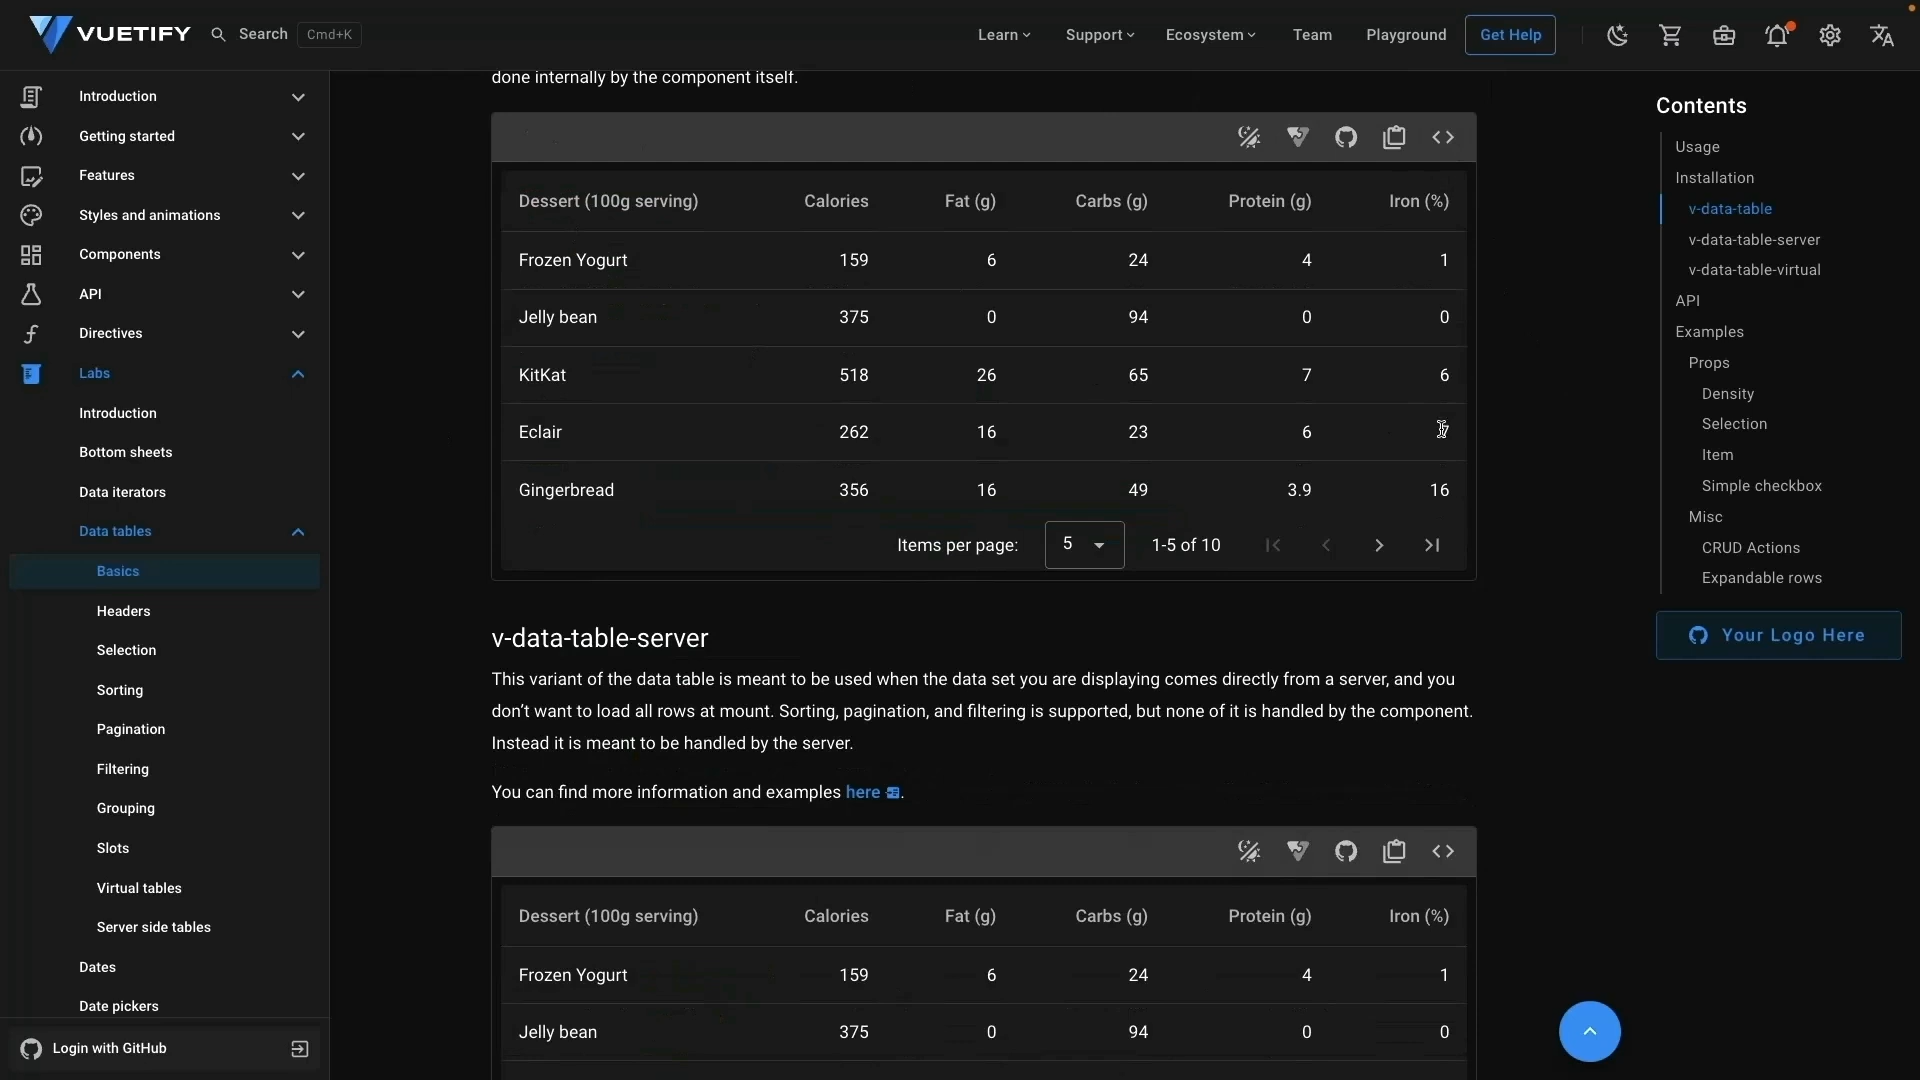 VUETIFY
Search
Cmd+K
Learn
Support
Ecosystem
Team
Playground
Get Help
Introduction
Getting started
Features
Styles and animations
Components
API
Directives
Labs
Introduction
Bottom sheets
Data iterators
Data tables
Basics
Headers
Selection
Sorting
Pagination
Filtering
Grouping
Slots
Virtual tables
Server side tables
Dates
Date pickers
Login with GitHub
done internally by the component itself.
Dessert (100g serving) Calories Fat (g) Carbs (g) Protein (g) Iron (%)
Frozen Yogurt 159 6 24 4 1
Jelly bean 375 0 94 0 0
KitKat 518 26 65 7 6
Eclair 262 16 23 6
Gingerbread 356 16 49 3.9 16
Items per page: 5 1-5 of 10
v-data-table-server
This variant of the data table is meant to be used when the data set you are displaying comes directly from a server, and you
don’t want to load all rows at mount. Sorting, pagination, and filtering is supported, but none of it is handled by the component.
Instead it is meant to be handled by the server.
You can find more information and examples here.
Dessert (100g serving) Calories Fat (g) Carbs (g) Protein (g) Iron (%)
Frozen Yogurt 159 6 24 4 1
Jelly bean 375 0 94 0 0
Contents
Usage
Installation
v-data-table
v-data-table-server
v-data-table-virtual
API
Examples
Props
Density
Selection
Item
Simple checkbox
Misc
CRUD Actions
Expandable rows
Your Logo Here